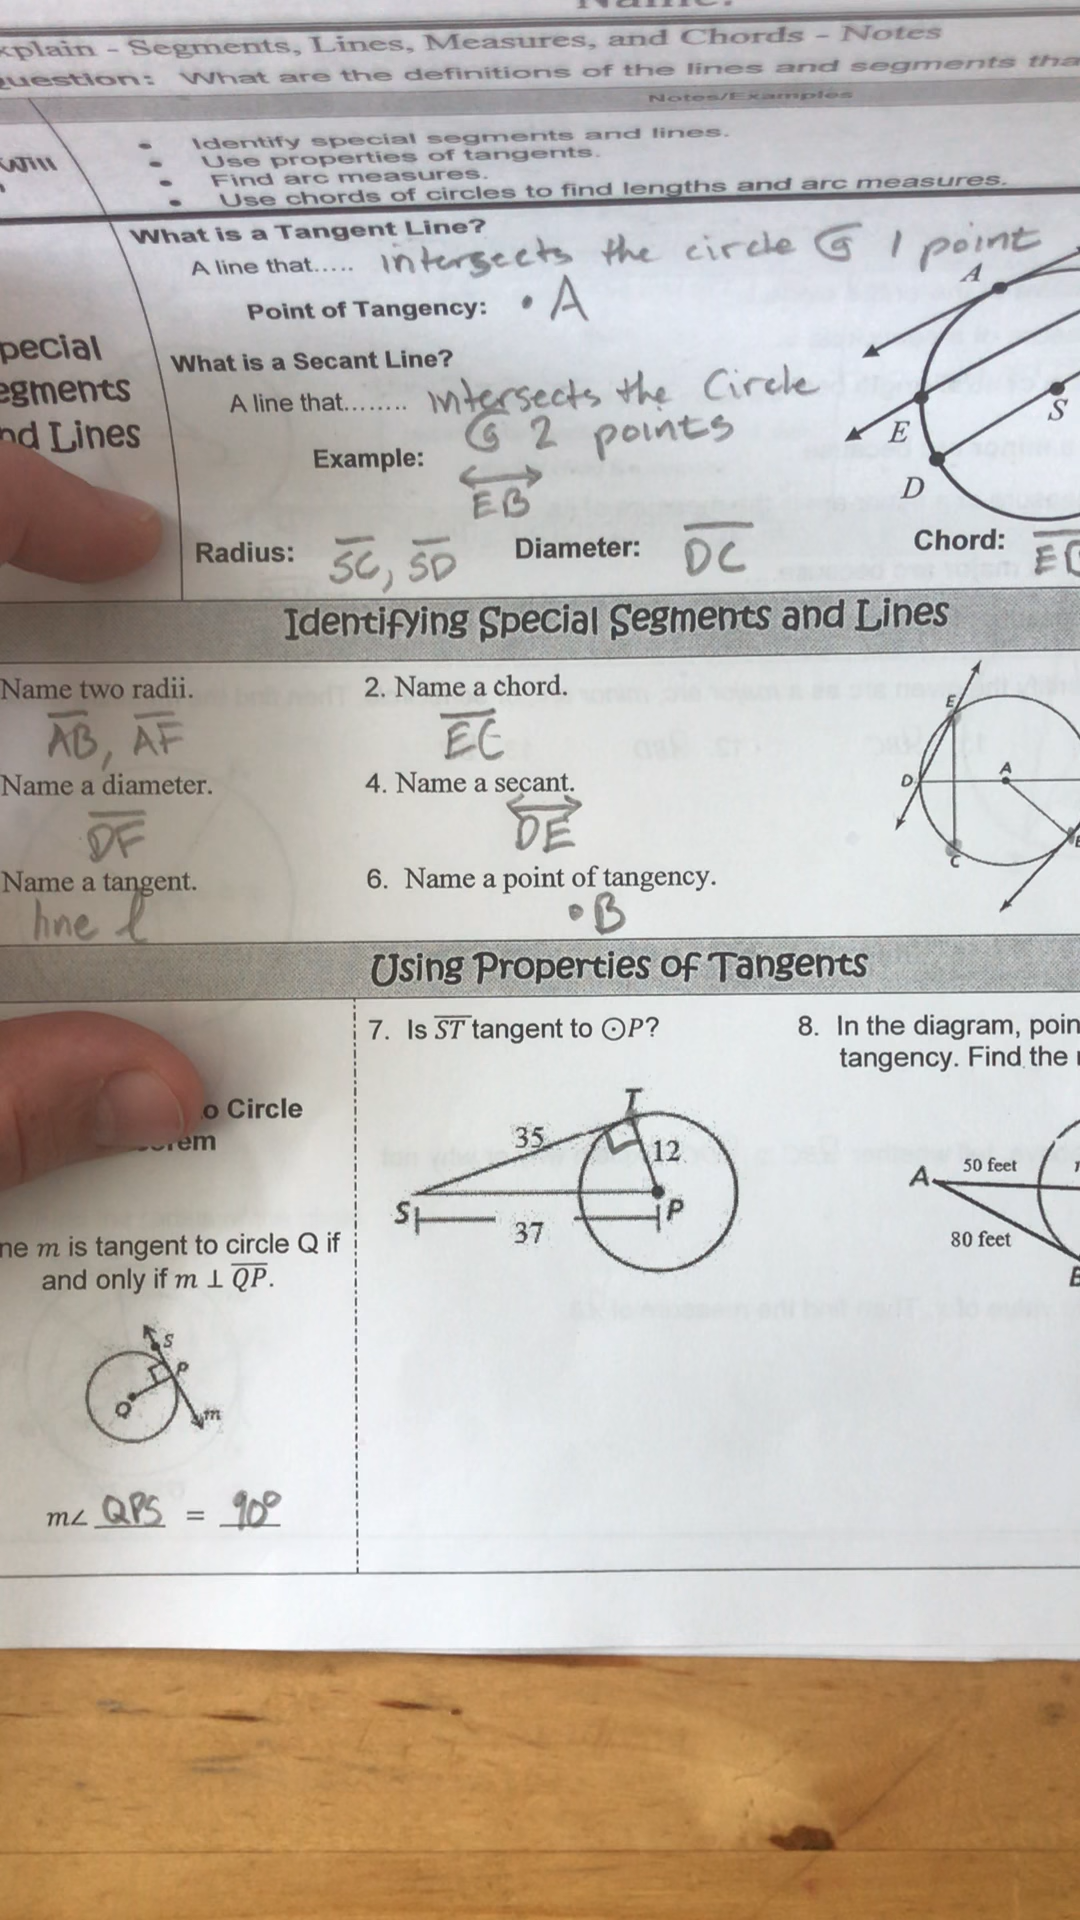 xplain - Segments, Lines, Measures, and Chords - Notes
question: What are the definitions of the lines and segments tha
Notes/Examples
will
• Identify special segments and lines.
• Use properties of tangents.
• Find arc measures.
• Use chords of circles to find lengths and arc measures.
What is a Tangent Line?
A line that..... intersects the circle @ 1 point
Point of Tangency: • A
What is a Secant Line?
A line that........ intersects the Circle
@ 2 points
Example: EB
pecial
egments
nd Lines
A
S
E
D
Radius: SC, SD Diameter: DC Chord:
Identifying Special Segments and Lines
Name two radii. 2. Name a chord.
AB, AF EC
Name a diameter. 4. Name a secant.
DF DE
Name a tangent. 6. Name a point of tangency.
line l •B
E
D A
C
Using Properties of Tangents
7. Is ST tangent to ⊙P?
T
35 12
S P
37
8. In the diagram, poin
tangency. Find the
A 50 feet
80 feet
o Circle
ne m is tangent to circle Q if
and only if m ⊥ QP.
S
P
Q m
m∠ QPS = 90°